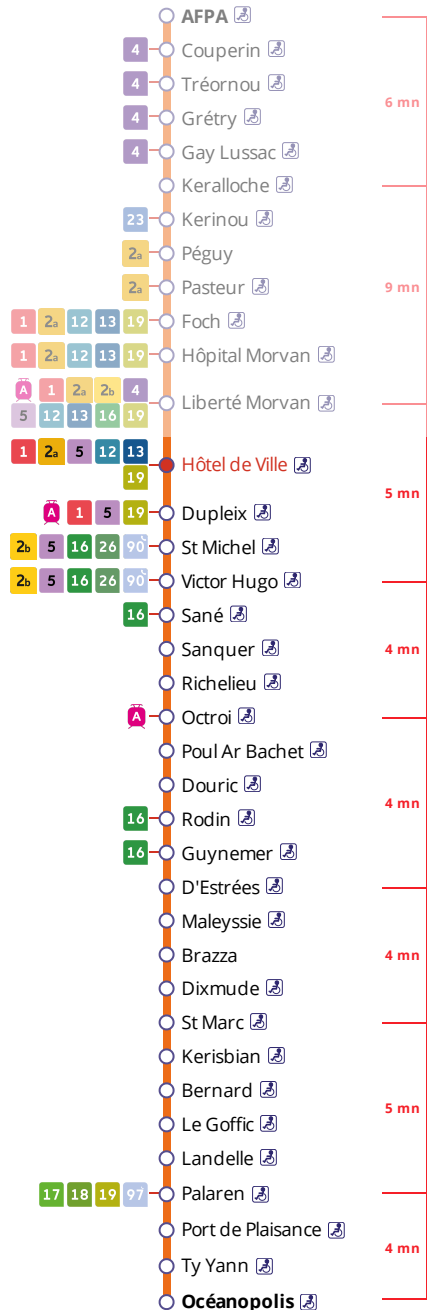 AFPA
4 Couperin
4 Tréornou
4 Grétry
6 mn
4 Gay Lussac
Keralloche
23 Kerinou
2a Péguy
2a Pasteur
9 mn
1 2a 12 13 19 Foch
1 2a 12 13 19 Hôpital Morvan
A 1 2a 2b 4
Liberté Morvan
5 12 13 16 19
1 2a 5 12 13
Hôtel de Ville
19
5 mn
A 1 5 19 Dupleix
2b 5 16 26 90 St Michel
2b 5 16 26 90 Victor Hugo
16 Sané
Sanquer
4 mn
Richelieu
A Octroi
Poul Ar Bachet
Douric
4 mn
16 Rodin
16 Guynemer
D'Estrées
Maleyssie
Brazza
4 mn
Dixmude
St Marc
Kerisbian
Bernard
5 mn
Le Goffic
Landelle
17 18 19 97 Palaren
Port de Plaisance
4 mn
Ty Yann
Océanopolis